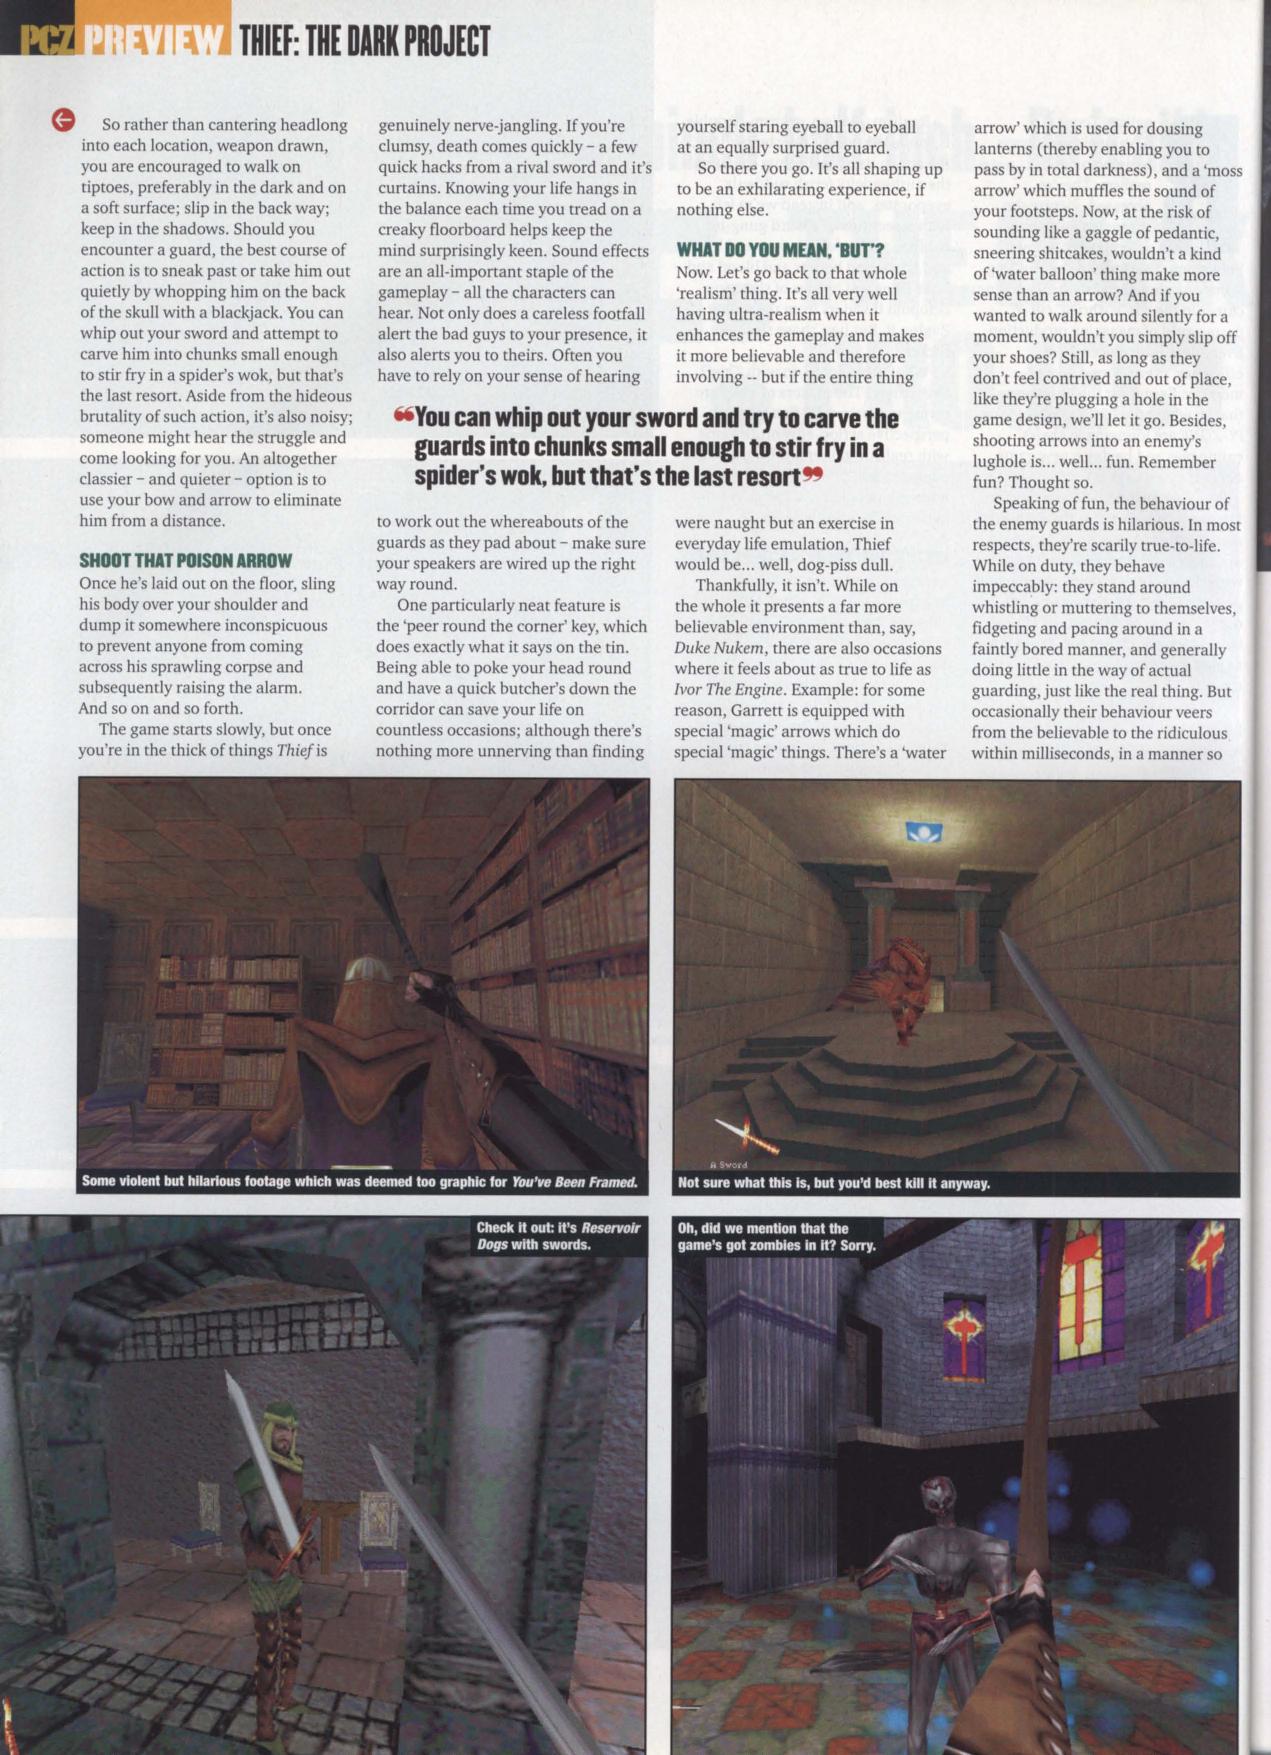 PCZ PREVIEW THIEF: THE DARK PROJECT
So rather than cantering headlong
into each location, weapon drawn,
you are encouraged to walk on
tiptoes, preferably in the dark and on
a soft surface; slip in the back way;
keep in the shadows. Should you
encounter a guard, the best course of
action is to sneak past or take him out
quietly by whopping him on the back
of the skull with a blackjack. You can
whip out your sword and attempt to
carve him into chunks small enough
to stir fry in a spider's wok, but that's
the last resort. Aside from the hideous
brutality of such action, it's also noisy;
someone might hear the struggle and
come looking for you. An altogether
classier – and quieter – option is to
use your bow and arrow to eliminate
him from a distance.
SHOOT THAT POISON ARROW
Once he's laid out on the floor, sling
his body over your shoulder and
dump it somewhere inconspicuous
to prevent anyone from coming
across his sprawling corpse and
subsequently raising the alarm.
And so on and so forth.
The game starts slowly, but once
you're in the thick of things Thief is
genuinely nerve-jangling. If you're
clumsy, death comes quickly – a few
quick hacks from a rival sword and it's
curtains. Knowing your life hangs in
the balance each time you tread on a
creaky floorboard helps keep the
mind surprisingly keen. Sound effects
are an all-important staple of the
gameplay – all the characters can
hear. Not only does a careless footfall
alert the bad guys to your presence, it
also alerts you to theirs. Often you
have to rely on your sense of hearing
to work out the whereabouts of the
guards as they pad about – make sure
your speakers are wired up the right
way round.
One particularly neat feature is
the 'peer round the corner' key, which
does exactly what it says on the tin.
Being able to poke your head round
and have a quick butcher's down the
corridor can save your life on
countless occasions; although there's
nothing more unnerving than finding
yourself staring eyeball to eyeball
at an equally surprised guard.
So there you go. It's all shaping up
to be an exhilarating experience, if
nothing else.
WHAT DO YOU MEAN, 'BUT'?
Now. Let's go back to that whole
'realism' thing. It's all very well
having ultra-realism when it
enhances the gameplay and makes
it more believable and therefore
involving -- but if the entire thing
were naught but an exercise in
everyday life emulation, Thief
would be... well, dog-piss dull.
Thankfully, it isn't. While on
the whole it presents a far more
believable environment than, say,
Duke Nukem, there are also occasions
where it feels about as true to life as
Ivor The Engine. Example: for some
reason, Garrett is equipped with
special 'magic' arrows which do
special 'magic' things. There's a 'water
arrow' which is used for dousing
lanterns (thereby enabling you to
pass by in total darkness), and a 'moss
arrow' which muffles the sound of
your footsteps. Now, at the risk of
sounding like a gaggle of pedantic,
sneering shitcakes, wouldn't a kind
of 'water balloon' thing make more
sense than an arrow? And if you
wanted to walk around silently for a
moment, wouldn't you simply slip off
your shoes? Still, as long as they
don't feel contrived and out of place,
like they're plugging a hole in the
game design, we'll let it go. Besides,
shooting arrows into an enemy's
lughole is... well... fun. Remember
fun? Thought so.
Speaking of fun, the behaviour of
the enemy guards is hilarious. In most
respects, they're scarily true-to-life.
While on duty, they behave
impeccably: they stand around
whistling or muttering to themselves,
fidgeting and pacing around in a
faintly bored manner, and generally
doing little in the way of actual
guarding, just like the real thing. But
occasionally their behaviour veers
from the believable to the ridiculous
within milliseconds, in a manner so
“You can whip out your sword and try to carve the
guards into chunks small enough to stir fry in a
spider's wok, but that's the last resort”
Some violent but hilarious footage which was deemed too graphic for You've Been Framed.
A Sword
Not sure what this is, but you'd best kill it anyway.
Check it out: it's Reservoir
Dogs with swords.
Oh, did we mention that the
game's got zombies in it? Sorry.